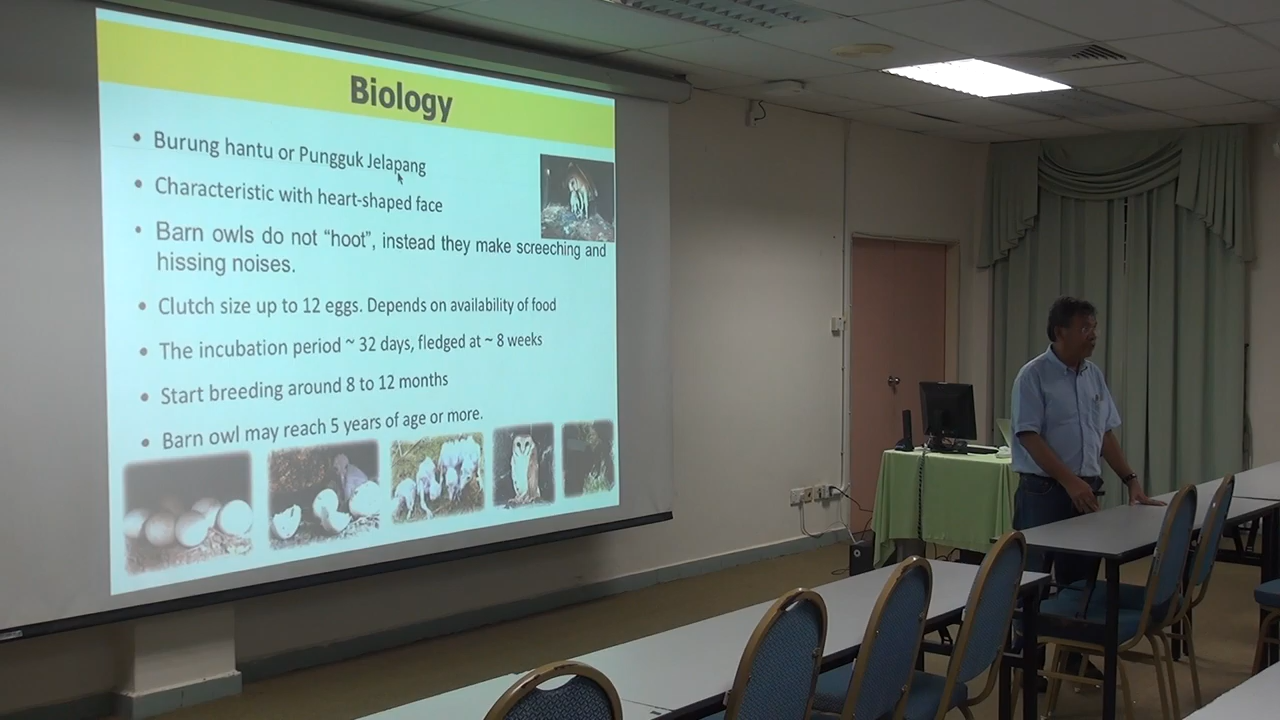 Biology
• Burung hantu or Pungguk Jelapang
• Characteristic with heart-shaped face
• Barn owls do not “hoot”, instead they make screeching and
hissing noises.
• Clutch size up to 12 eggs. Depends on availability of food
• The incubation period ~ 32 days, fledged at ~ 8 weeks
• Start breeding around 8 to 12 months
• Barn owl may reach 5 years of age or more.